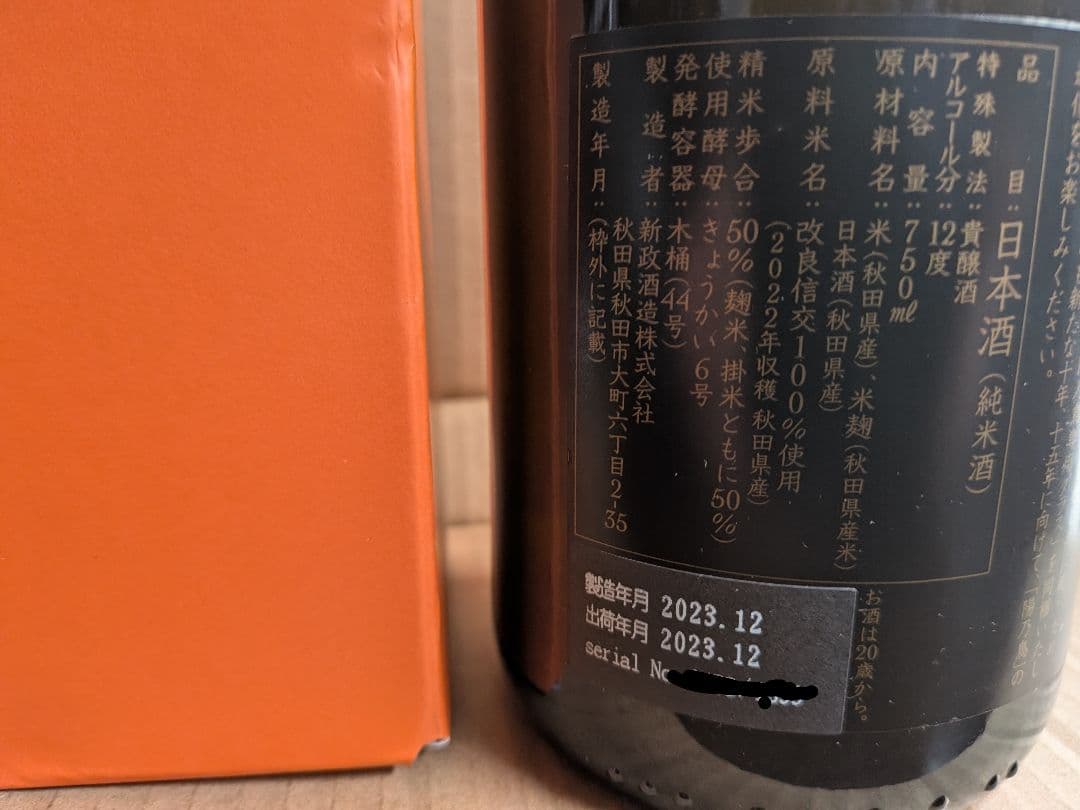 お楽しみください。
品目：日本酒（純米酒）
特殊製法：貴醸酒
アルコール分：12度
内容量：750ml
原材料名：米（秋田県産）、米麹（秋田県産米）
日本酒（秋田県産）
原料米名：改良信交100%使用
（2022年収穫 秋田県産）
精米歩合：50%（麹米 掛米ともに50%）
使用酵母：きょうかい6号
発酵容器：木桶（44号）
製造者：新政酒造株式会社
秋田県秋田市大町六丁目2-35
製造年月：（枠外に記載）
お酒は20歳から。
製造年月 2023.12
出荷年月 2023.12
serial No